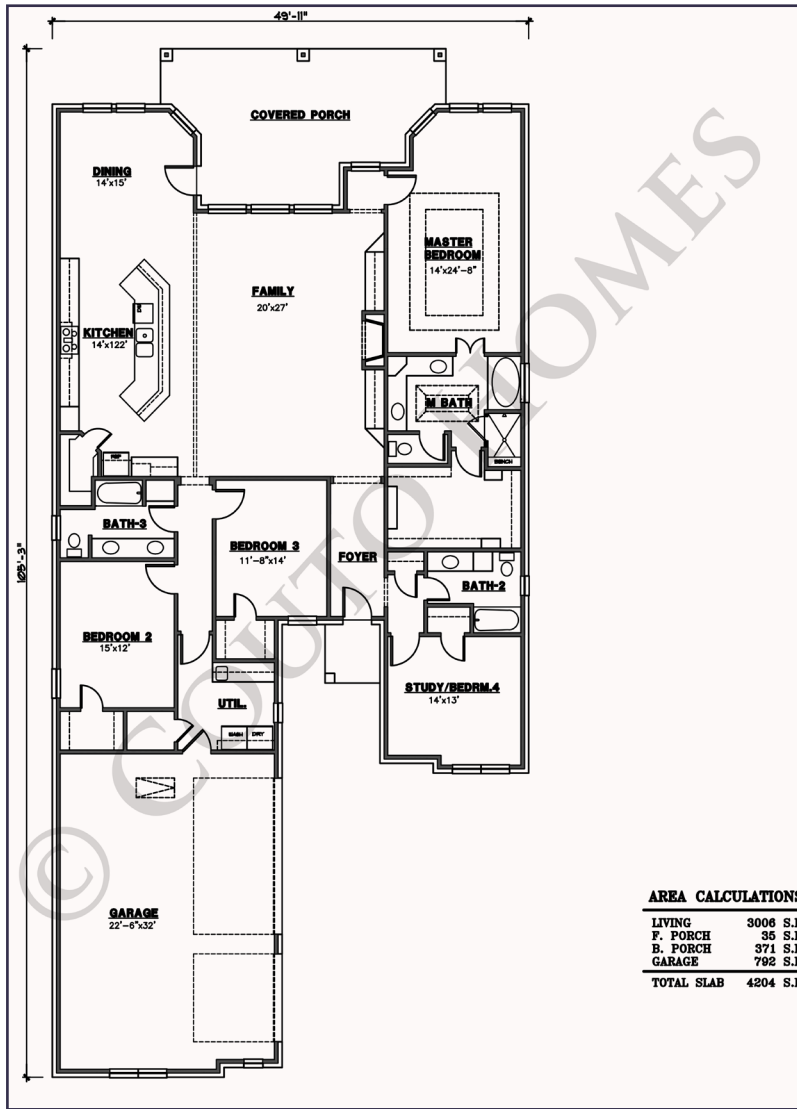 49'-11"
105'-3"
COVERED PORCH
DINING
14'x15'
MASTER
BEDROOM
14'x24'-8"
FAMILY
20'x27'
KITCHEN
14'x122'
M BATH
BENCH
REF
BATH-3
BEDROOM 3
11'-8"x14'
FOYER
BATH-2
BEDROOM 2
15'x12'
STUDY/BEDRM.4
14'x13'
UTIL.
WASH DRY
GARAGE
22'-6"x32'
© COUTO HOMES
AREA CALCULATIONS
LIVING 3006 S.
F. PORCH 35 S.
B. PORCH 371 S.
GARAGE 792 S.
TOTAL SLAB 4204 S.